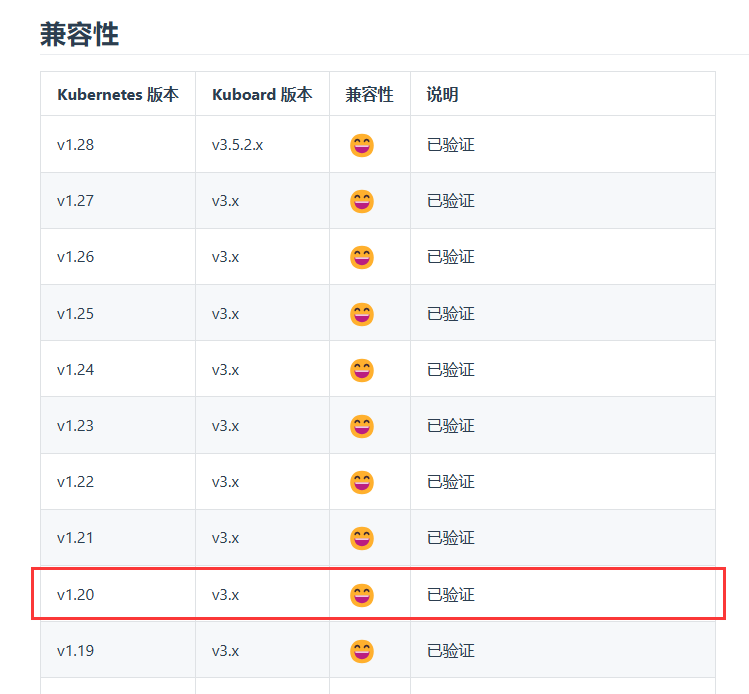 兼容性
Kubernetes 版本 Kuboard 版本 兼容性 说明
v1.28 v3.5.2.x 😄 已验证
v1.27 v3.x 😄 已验证
v1.26 v3.x 😄 已验证
v1.25 v3.x 😄 已验证
v1.24 v3.x 😄 已验证
v1.23 v3.x 😄 已验证
v1.22 v3.x 😄 已验证
v1.21 v3.x 😄 已验证
v1.20 v3.x 😄 已验证
v1.19 v3.x 😄 已验证